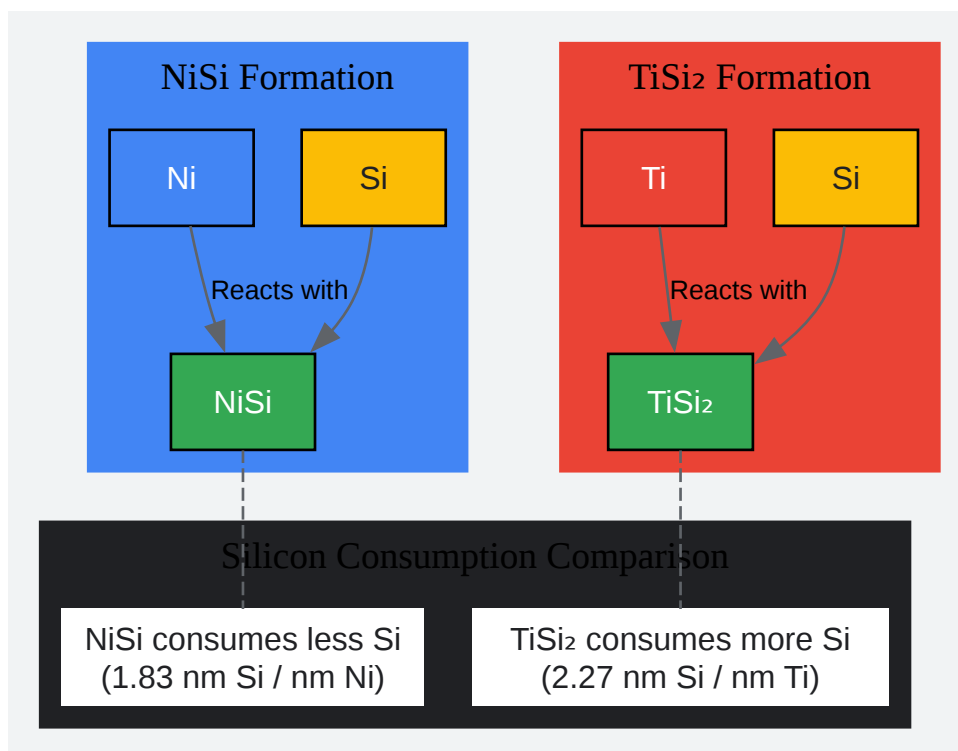 NiSi Formation
TiSi₂ Formation
Ni
Si
Ti
Si
Reacts with
Reacts with
NiSi
TiSi₂
Silicon Consumption Comparison
NiSi consumes less Si
(1.83 nm Si / nm Ni)
TiSi₂ consumes more Si
(2.27 nm Si / nm Ti)